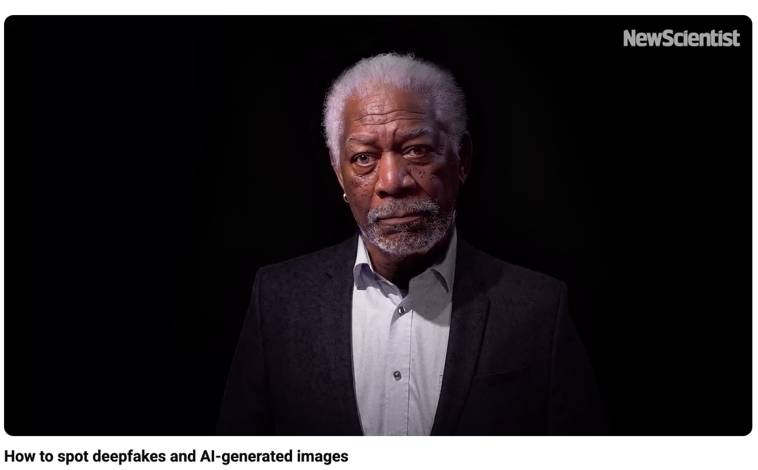 NewScientist
How to spot deepfakes and AI-generated images